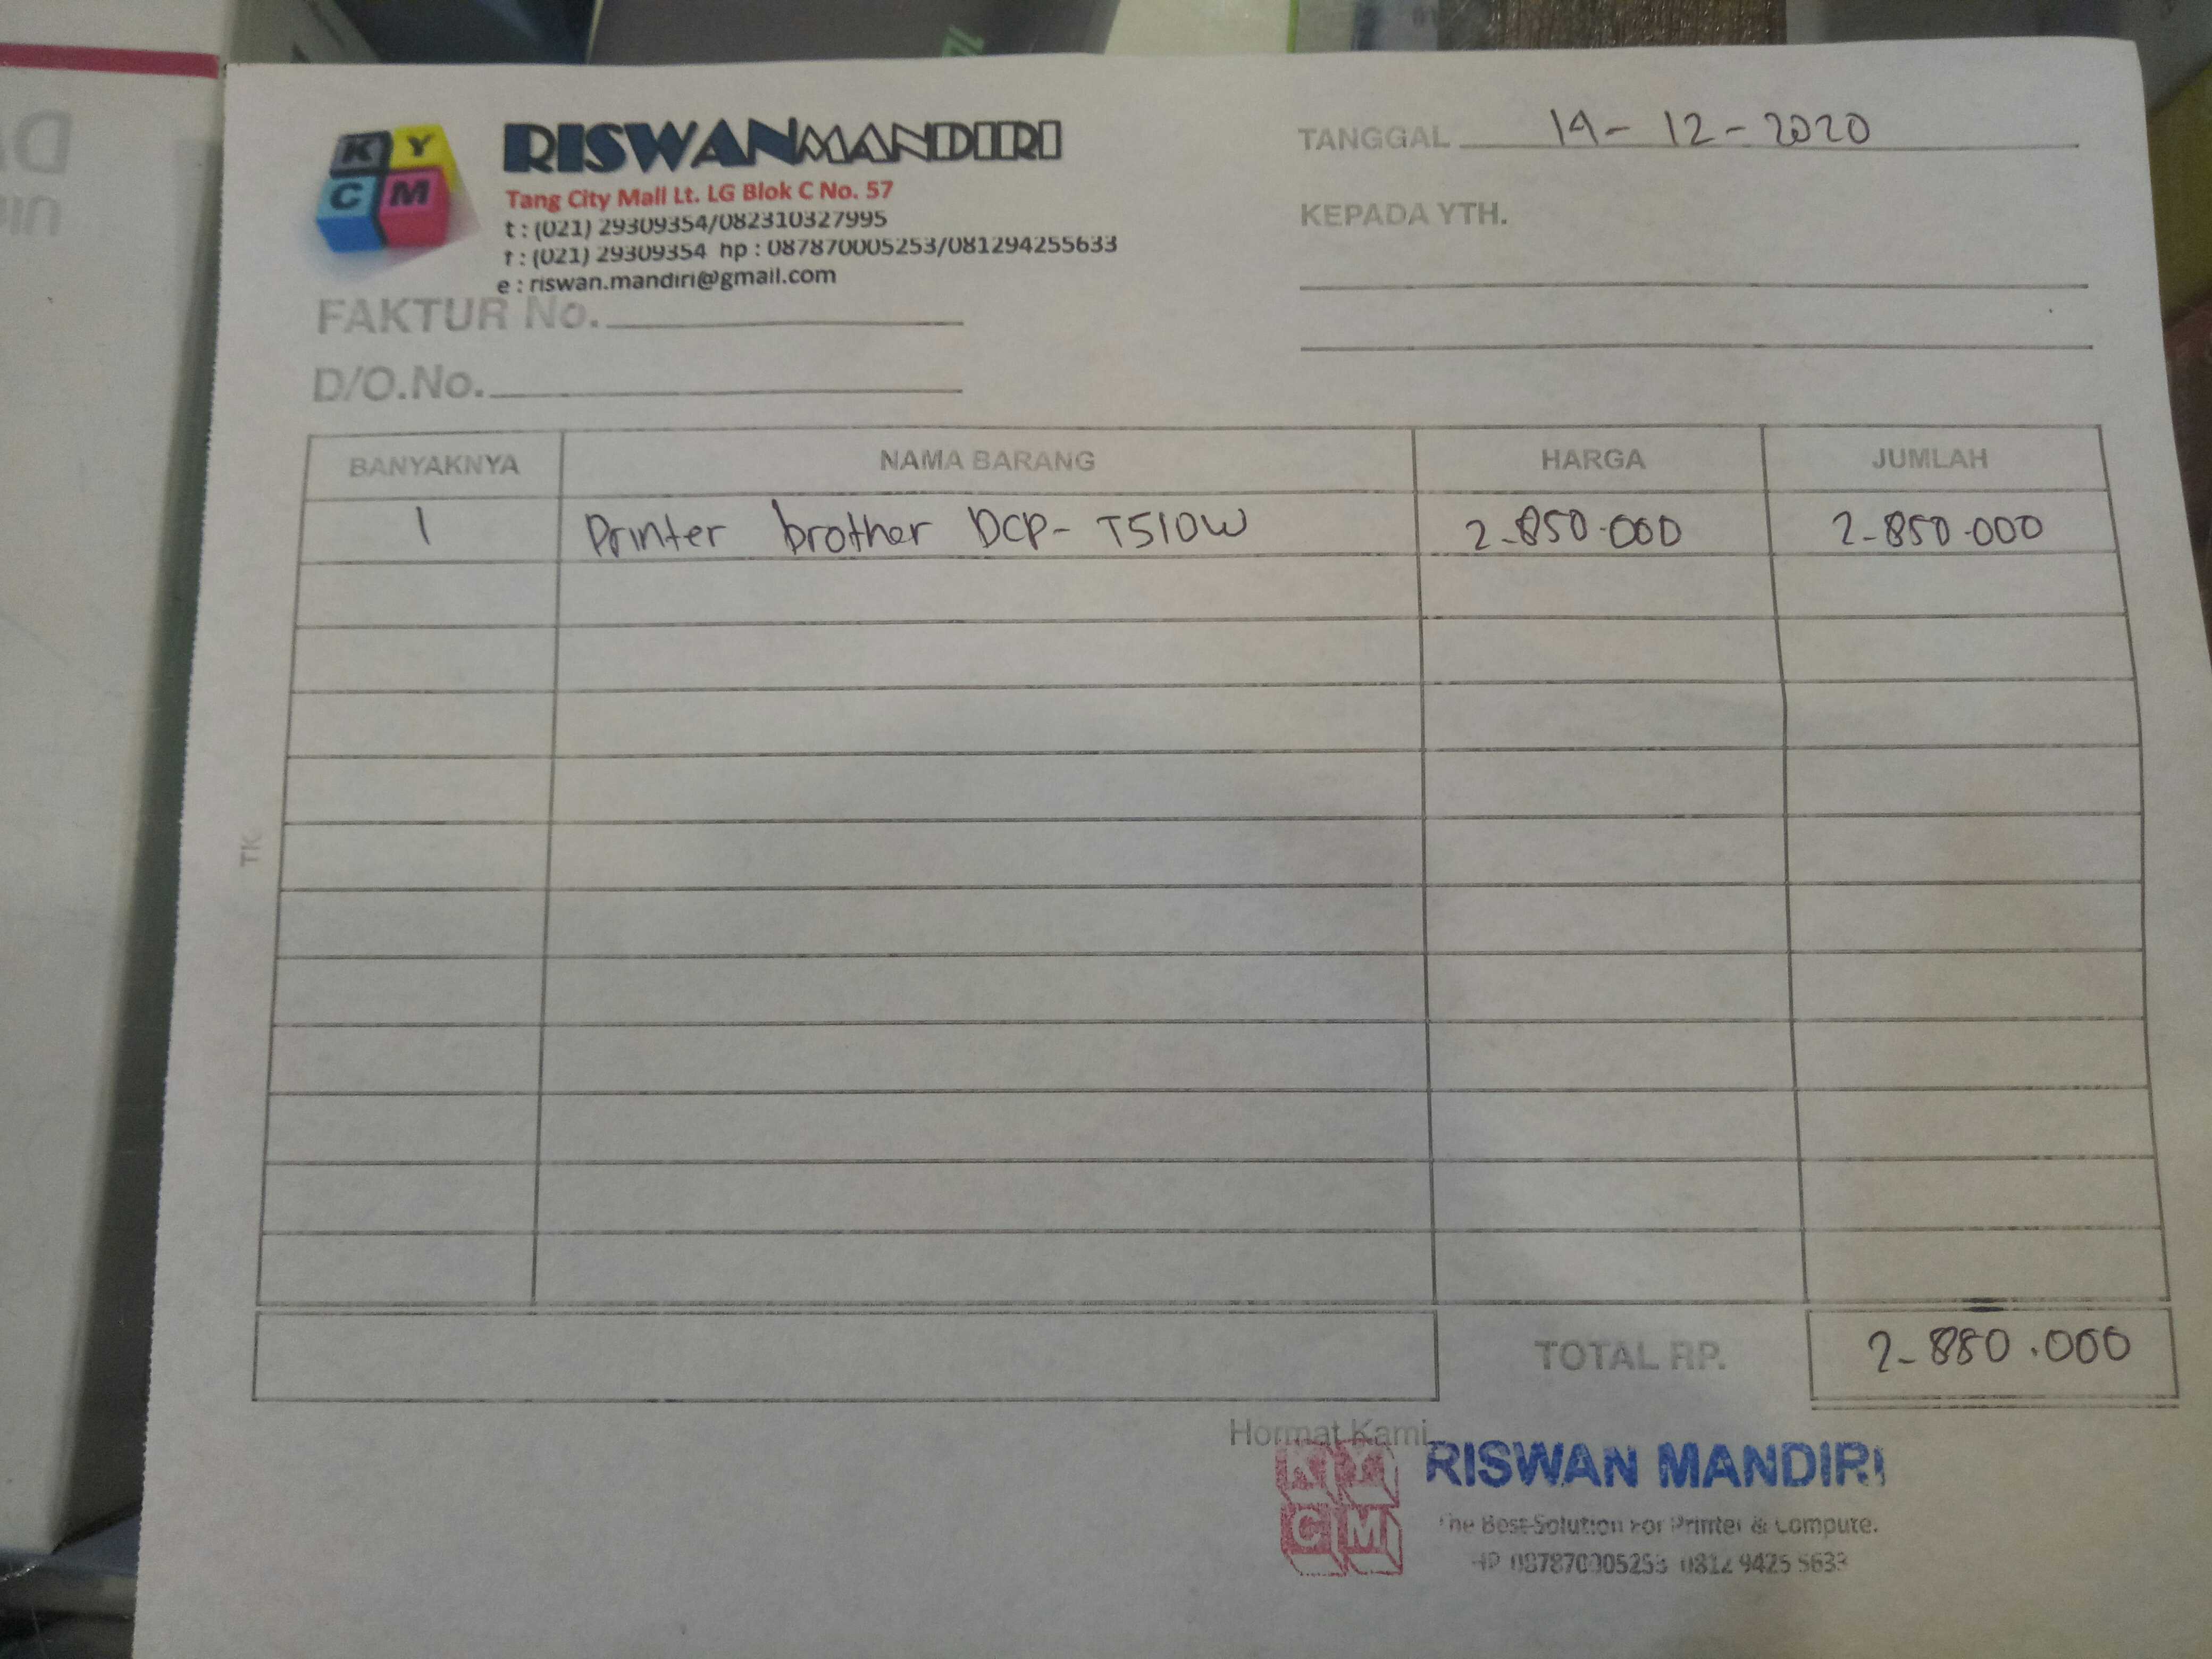 K Y
C M
RISWANMANDIRI
Tang City Mall Lt. LG Blok C No. 57
t : (021) 29309354/082310327995
f : (021) 29309354 hp : 087870005253/081294255633
e : riswan.mandiri@gmail.com
FAKTUR No.
D/O.No.
TANGGAL 14-12-2020
KEPADA YTH.
BANYAKNYA NAMA BARANG HARGA JUMLAH
1 Printer brother DCP-T510W 2-850.000 2-850.000
TK
TOTAL RP. 2-880.000
Hormat Kami
K Y
C M
RISWAN MANDIRI
The Best Solution For Printer & Compute.
HP 087870005253 0812 9425 5633